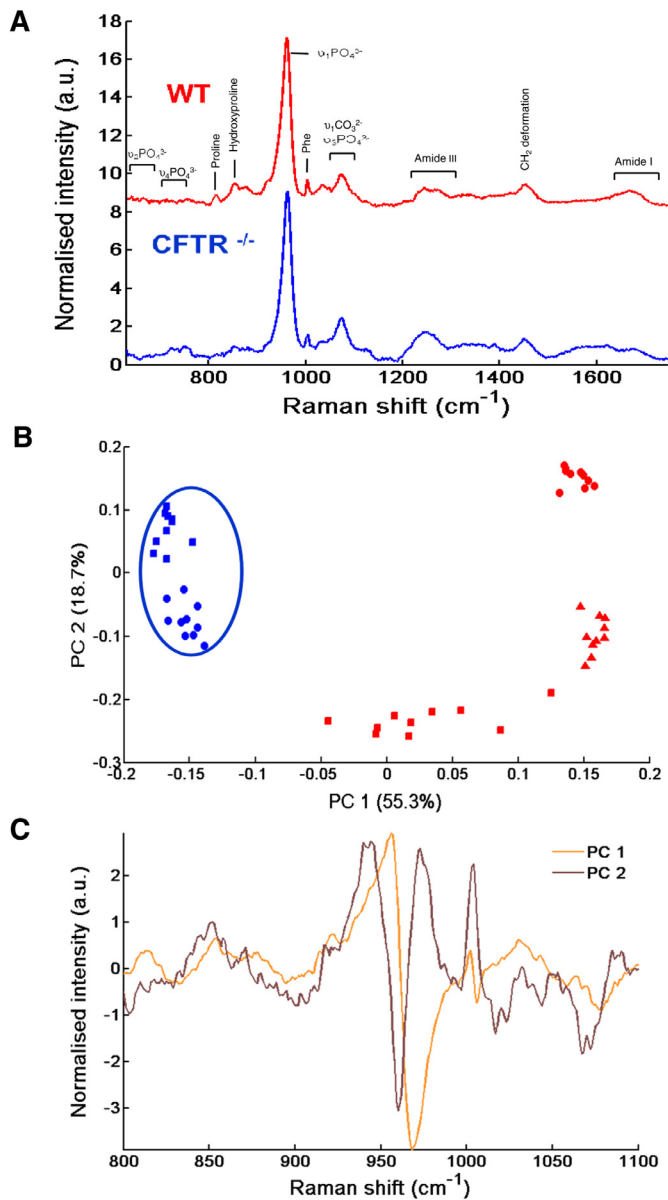 A
18
16
14
12
10
8
6
4
2
0
Normalised intensity (a.u.)
WT
CFTR -/-
υ₂PO₄³⁻
υ₄PO₄³⁻
Proline
Hydroxyproline
υ₁PO₄³⁻
Phe
υ₁CO₃²⁻
υ₃PO₄³⁻
Amide III
CH₂ deformation
Amide I
800 1000 1200 1400 1600
Raman shift (cm⁻¹)
B
0.2
0.1
0
-0.1
-0.2
-0.3
PC 2 (18.7%)
-0.2 -0.15 -0.1 -0.05 0 0.05 0.1 0.15 0.2
PC 1 (55.3%)
C
2
1
0
-1
-2
-3
Normalised intensity (a.u.)
PC 1
PC 2
800 850 900 950 1000 1050 1100
Raman shift (cm⁻¹)